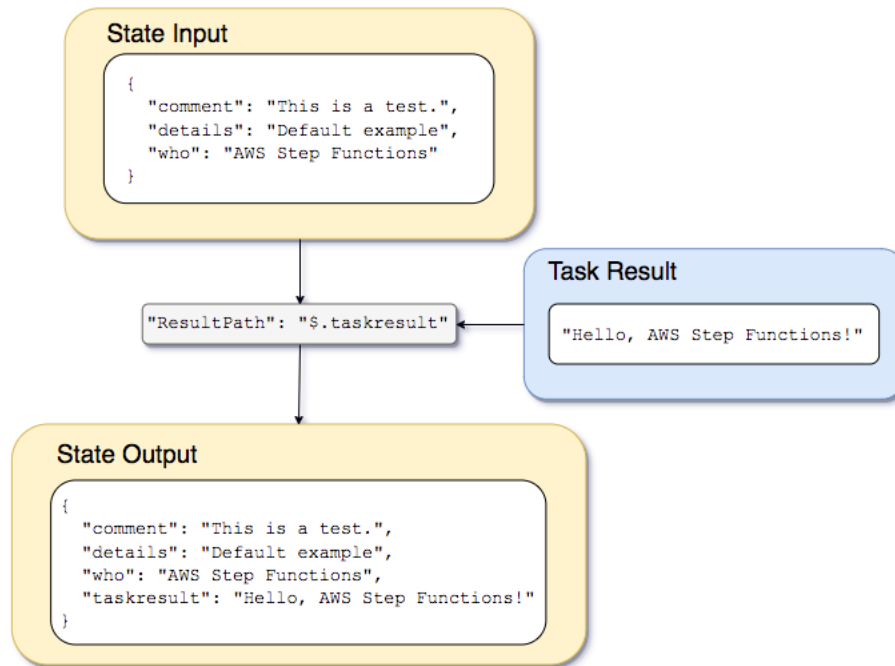 State Input
{
"comment": "This is a test.",
"details": "Default example",
"who": "AWS Step Functions"
}
Task Result
"ResultPath": "$.taskresult"
"Hello, AWS Step Functions!"
State Output
{
"comment": "This is a test.",
"details": "Default example",
"who": "AWS Step Functions",
"taskresult": "Hello, AWS Step Functions!"
}